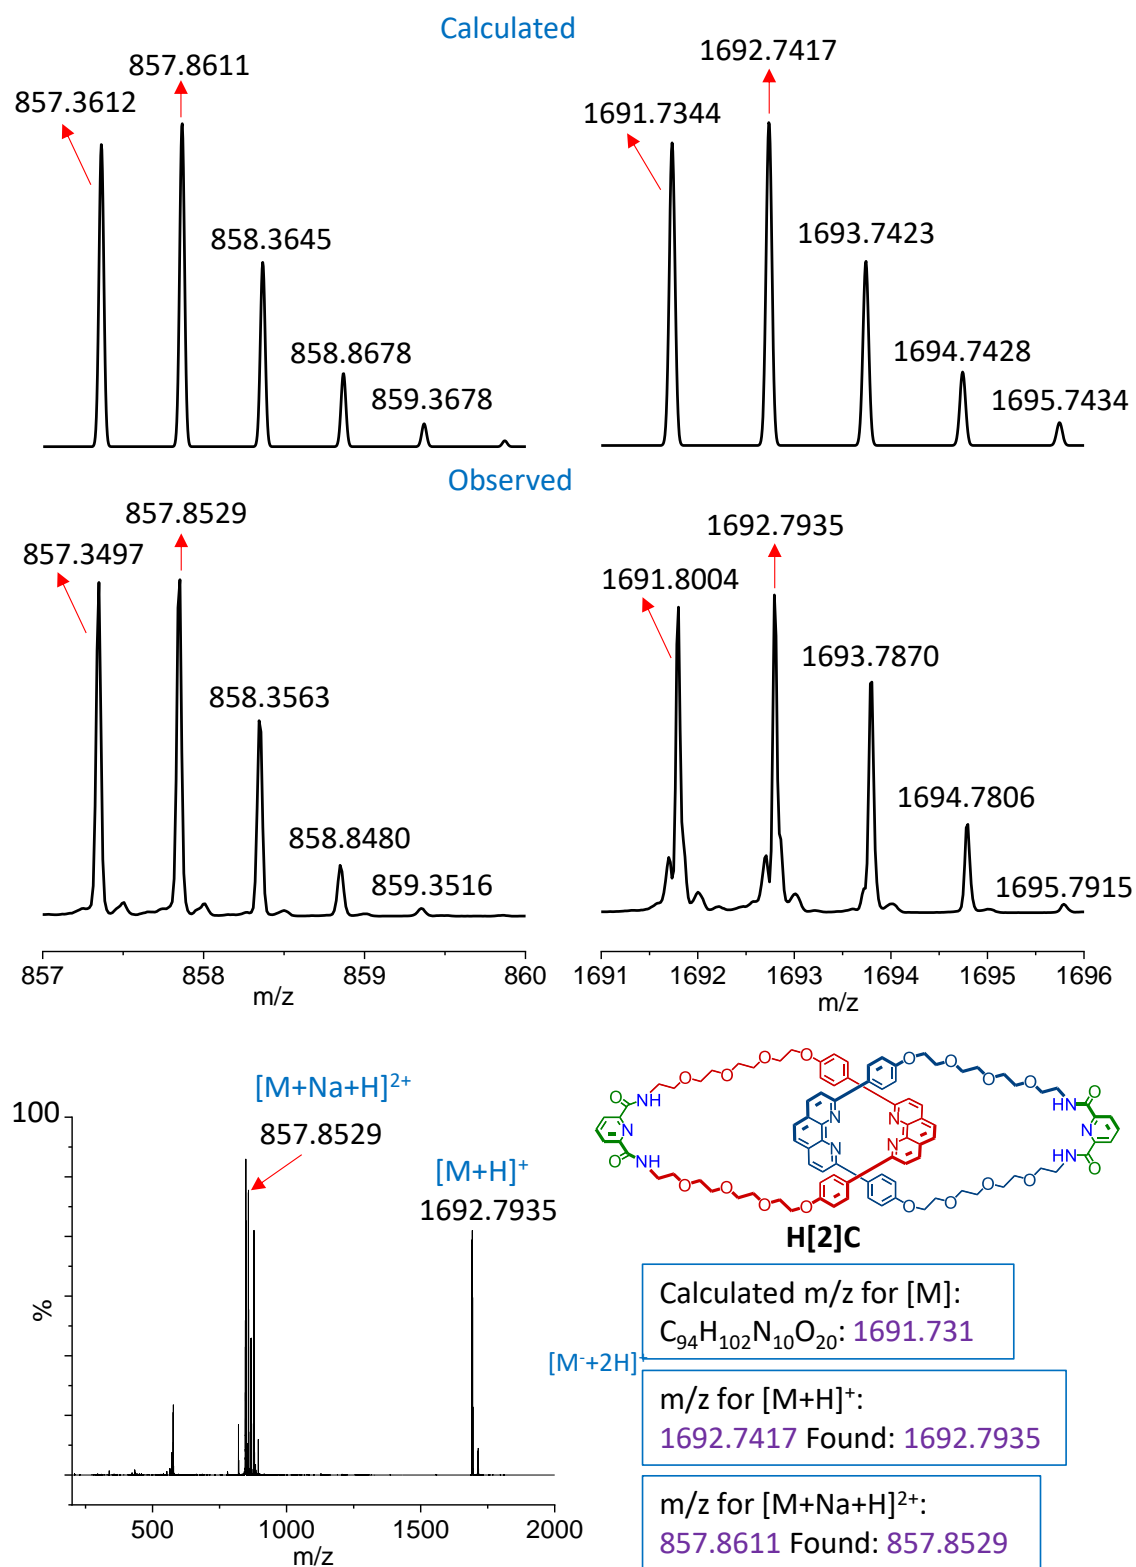 Calculated
857.3612
857.8611
858.3645
858.8678
859.3678
1691.7344
1692.7417
1693.7423
1694.7428
1695.7434
Observed
857.3497
857.8529
858.3563
858.8480
859.3516
857 858 859 860
m/z
1691.8004
1692.7935
1693.7870
1694.7806
1695.7915
1691 1692 1693 1694 1695 1696
m/z
[M+Na+H]²⁺
857.8529
[M+H]⁺
1692.7935
100
%
500 1000 1500 2000
m/z
[M⁻+2H]⁺
O O O O
O O O O
O NH N O NH
O O O O
O O O O
HN O N HN O
N N N N
H[2]C
Calculated m/z for [M]:
C₉₄H₁₀₂N₁₀O₂₀: 1691.731
m/z for [M+H]⁺:
1692.7417 Found: 1692.7935
m/z for [M+Na+H]²⁺:
857.8611 Found: 857.8529